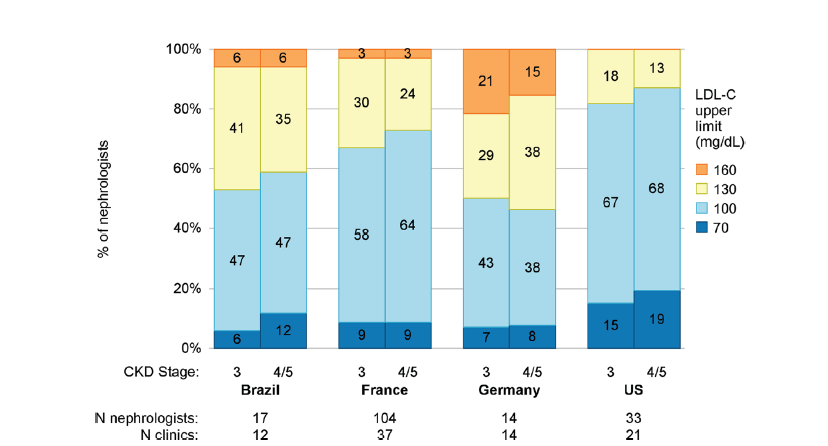 100%
80%
60%
40%
20%
0%
% of nephrologists
6 6 3 3 21 15 18 13
41 35 30 24 29 38 67 68
47 47 58 64 43 38 15 19
6 12 9 9 7 8
LDL-C
upper
limit
(mg/dL)
160
130
100
70
CKD Stage: 3 4/5 3 4/5 3 4/5 3 4/5
Brazil France Germany US
N nephrologists: 17 104 14 33
N clinics: 12 37 14 21